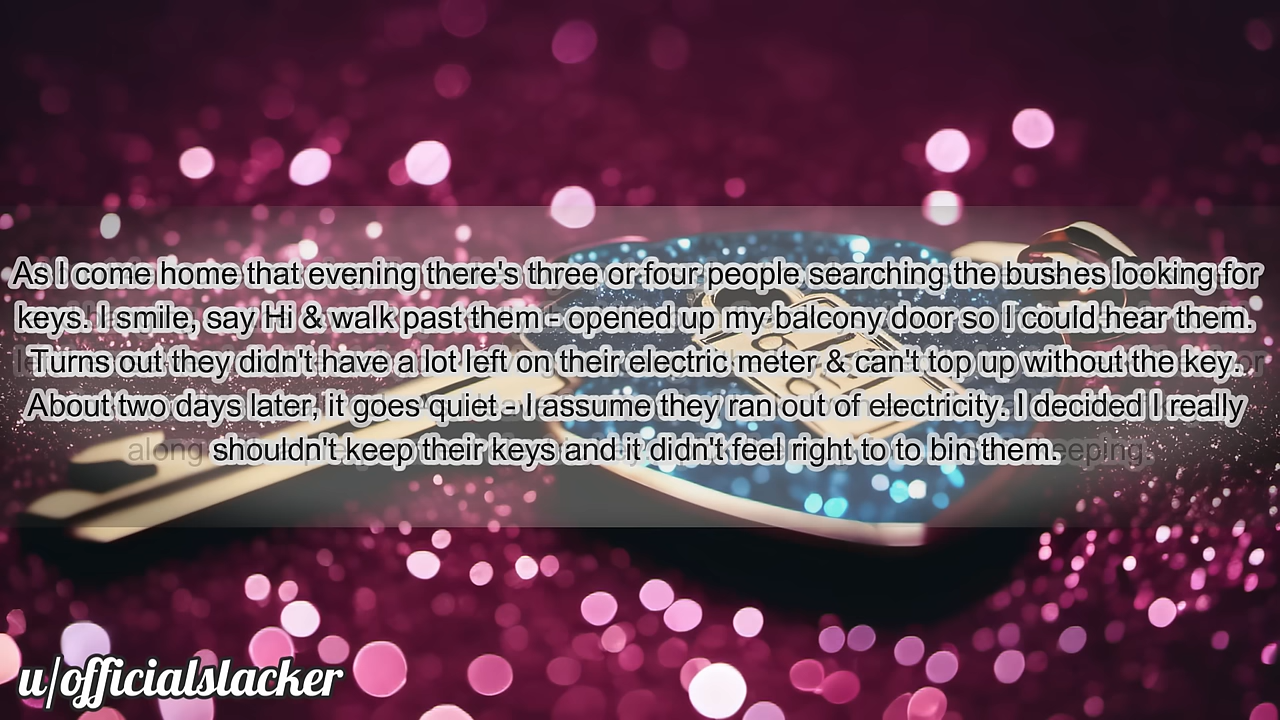 As I come home that evening there's three or four people searching the bushes looking for
keys. I smile, say Hi & walk past them - opened up my balcony door so I could hear them.
Turns out they didn't have a lot left on their electric meter & can't top up without the key.
About two days later, it goes quiet - I assume they ran out of electricity. I decided I really
shouldn't keep their keys and it didn't feel right to to bin them.
u/officialslacker